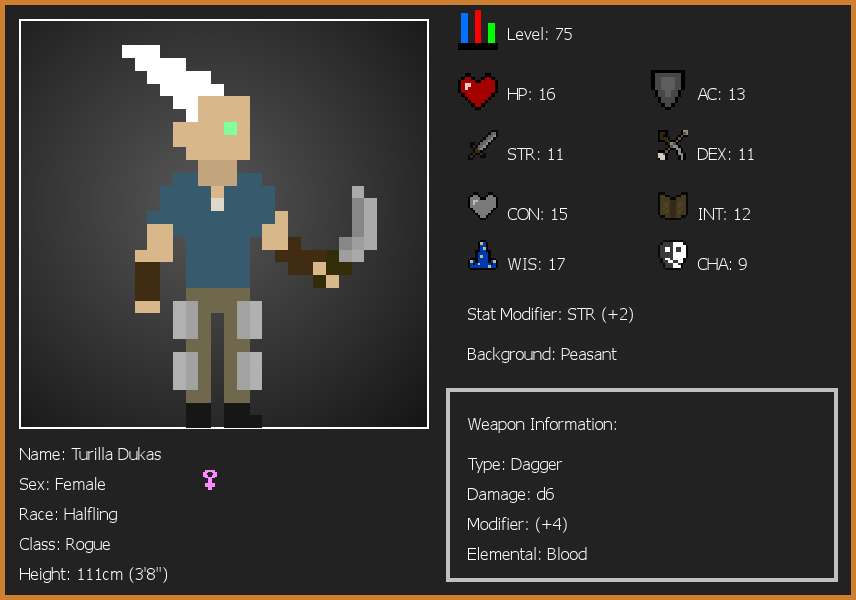 Level: 75
HP: 16
AC: 13
STR: 11
DEX: 11
CON: 15
INT: 12
WIS: 17
CHA: 9
Stat Modifier: STR (+2)
Background: Peasant
Weapon Information:
Type: Dagger
Damage: d6
Modifier: (+4)
Elemental: Blood
Name: Turilla Dukas
Sex: Female
Race: Halfling
Class: Rogue
Height: 111cm (3'8")